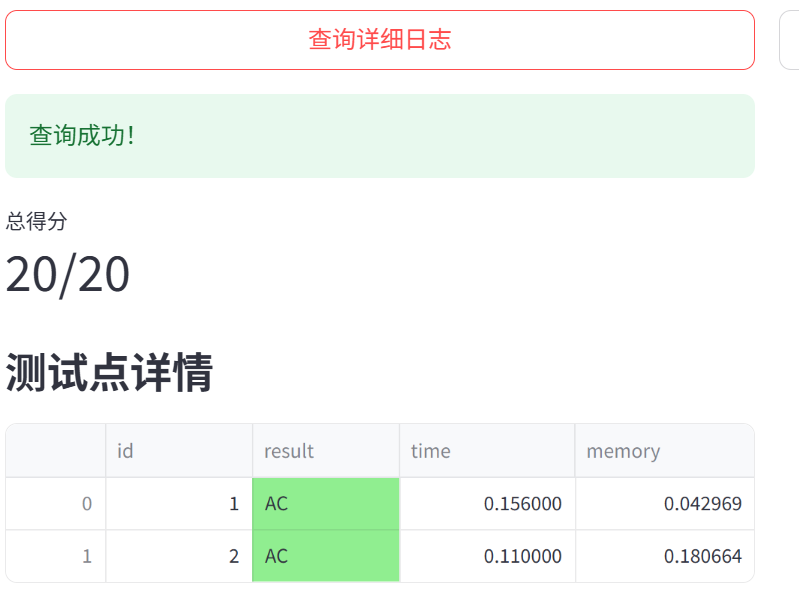 查询详细日志
查询成功！
总得分
20/20
测试点详情
id result time memory
0 1 AC 0.156000 0.042969
1 2 AC 0.110000 0.180664